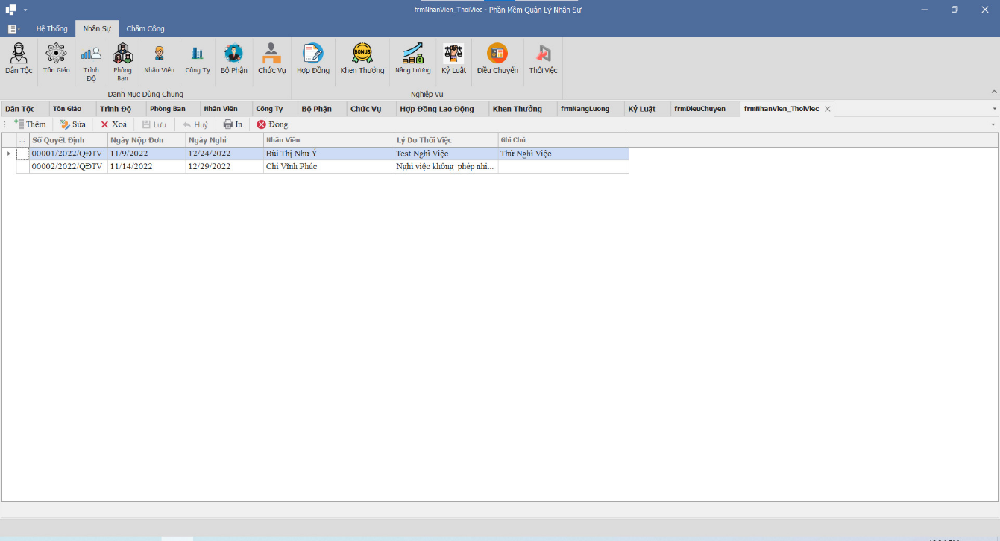 frmNhanVien_ThoiViec - Phần Mềm Quản Lý Nhân Sự
Hệ Thống Nhân Sự Chấm Công
BONUS
Dân Tộc Tôn Giáo Trình Độ Phòng Ban Nhân Viên Công Ty Bộ Phận Chức Vụ Hợp Đồng Khen Thưởng Nâng Lương Kỷ Luật Điều Chuyển Thôi Việc
Danh Mục Dùng Chung Nghiệp Vụ
Dân Tộc Tôn Giáo Trình Độ Phòng Ban Nhân Viên Công Ty Bộ Phận Chức Vụ Hợp Đồng Lao Động Khen Thưởng frmNangLuong Kỷ Luật frmDieuChuyen frmNhanVien_ThoiViec
Thêm Sửa Xoá Lưu Huỷ In Đóng
... Số Quyết Định Ngày Nộp Đơn Ngày Nghỉ Nhân Viên Lý Do Thôi Việc Ghi Chú
00001/2022/QĐTV 11/9/2022 12/24/2022 Bùi Thị Như Ý Test Nghỉ Việc Thử Nghỉ Việc
00002/2022/QĐTV 11/14/2022 12/29/2022 Chí Vĩnh Phúc Nghỉ việc không phép nhi...